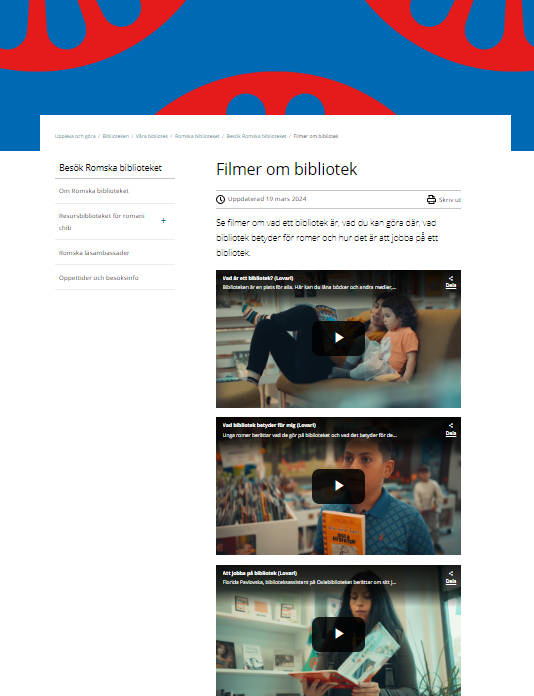 Uppleva och göra / Biblioteken / Våra bibliotek / Romska biblioteket / Besök Romska biblioteket / Filmer om bibliotek
Besök Romska biblioteket
Om Romska biblioteket
Resursbiblioteket för romani
chib
+
Romska läsambassader
Öppettider och besöksinfo
Filmer om bibliotek
Uppdaterad 19 mars 2024
Skriv ut
Se filmer om vad ett bibliotek är, vad du kan göra där, vad
bibliotek betyder för romer och hur det är att jobba på ett
bibliotek.
Vad är ett bibliotek? (Lovari)
Biblioteken är en plats för alla. Här kan du låna böcker och andra medier,...
Dela
Vad bibliotek betyder för mig (Lovari)
Unga romer berättar vad de gör på biblioteket och vad det betyder för de...
Dela
Att jobba på bibliotek (Lovari)
Florida Pavlovska, biblioteksassistent på Oslebiblioteket berättar om sitt j...
Dela